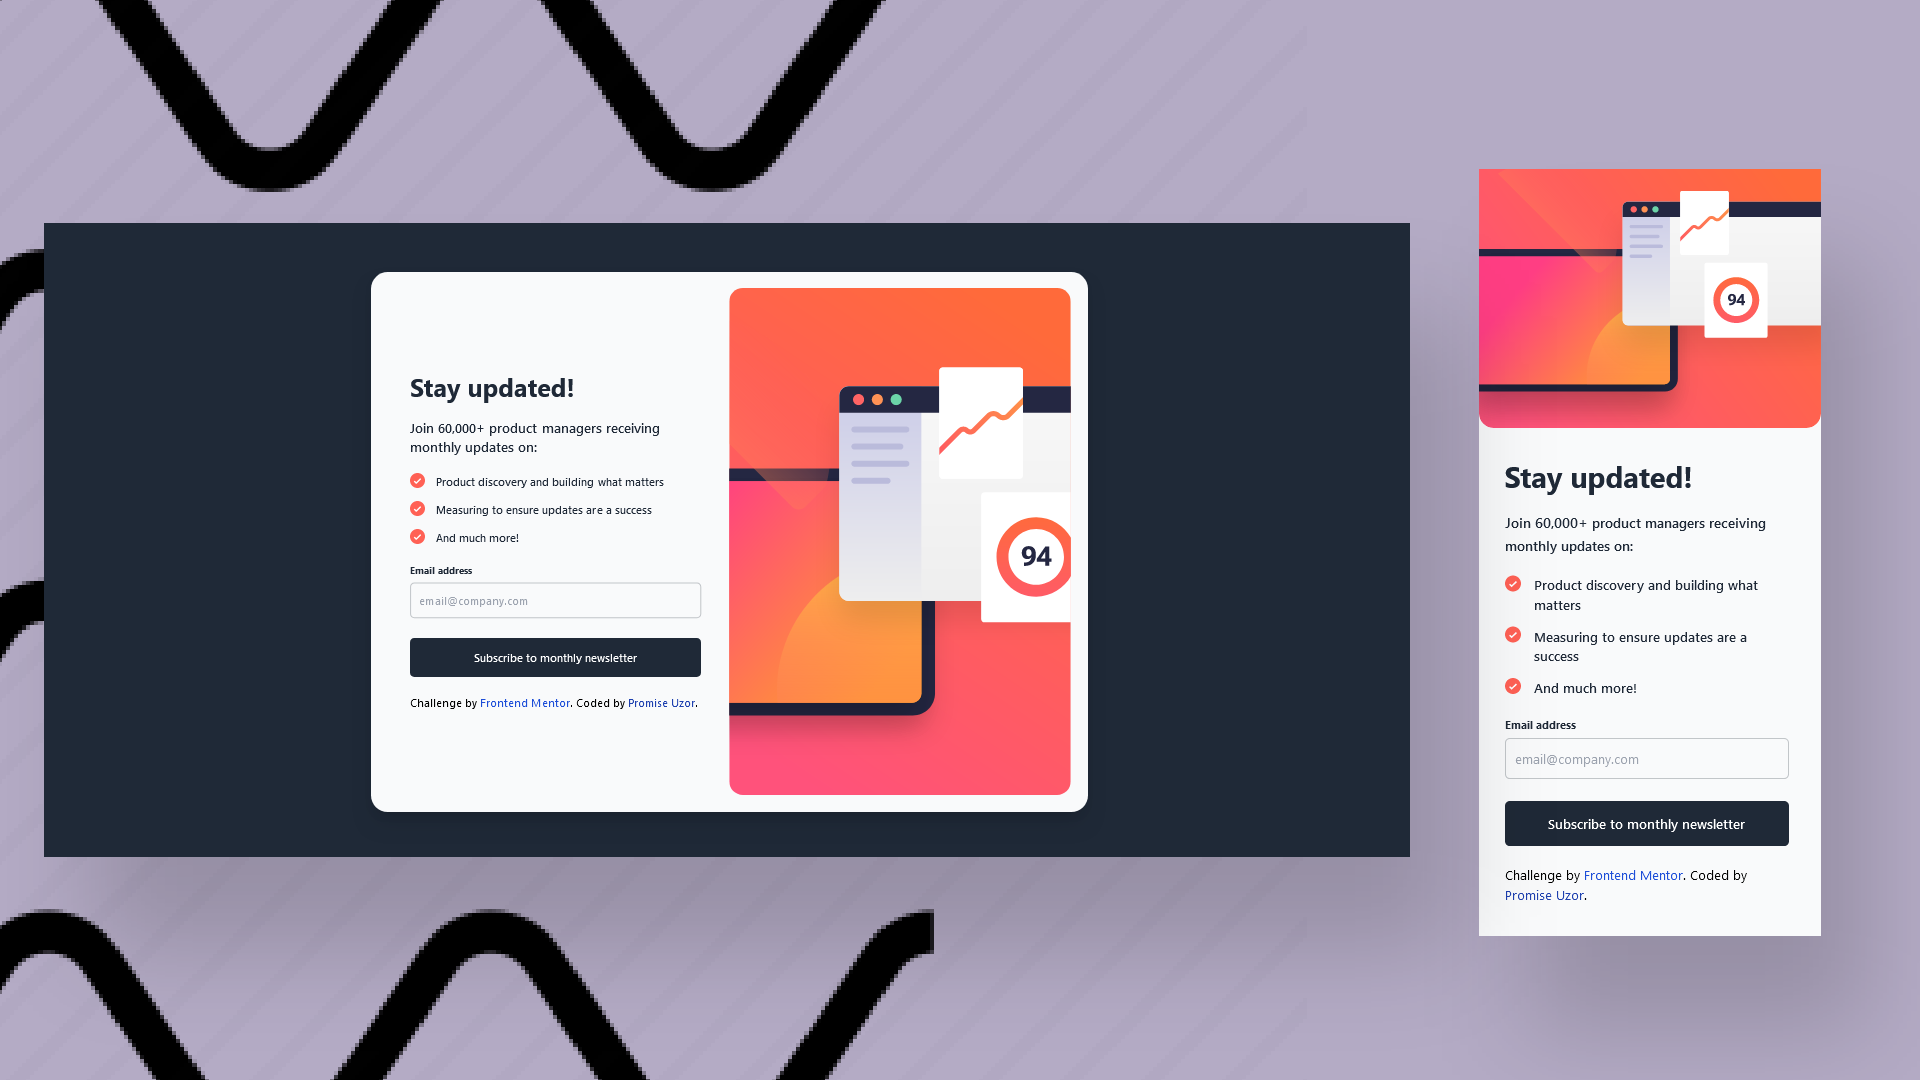 Stay updated!
Join 60,000+ product managers receiving
monthly updates on:
Product discovery and building what matters
Measuring to ensure updates are a success
And much more!
Email address
email@company.com
Subscribe to monthly newsletter
Challenge by Frontend Mentor. Coded by Promise Uzor.
94
94
Stay updated!
Join 60,000+ product managers receiving
monthly updates on:
Product discovery and building what
matters
Measuring to ensure updates are a
success
And much more!
Email address
email@company.com
Subscribe to monthly newsletter
Challenge by Frontend Mentor. Coded by
Promise Uzor.